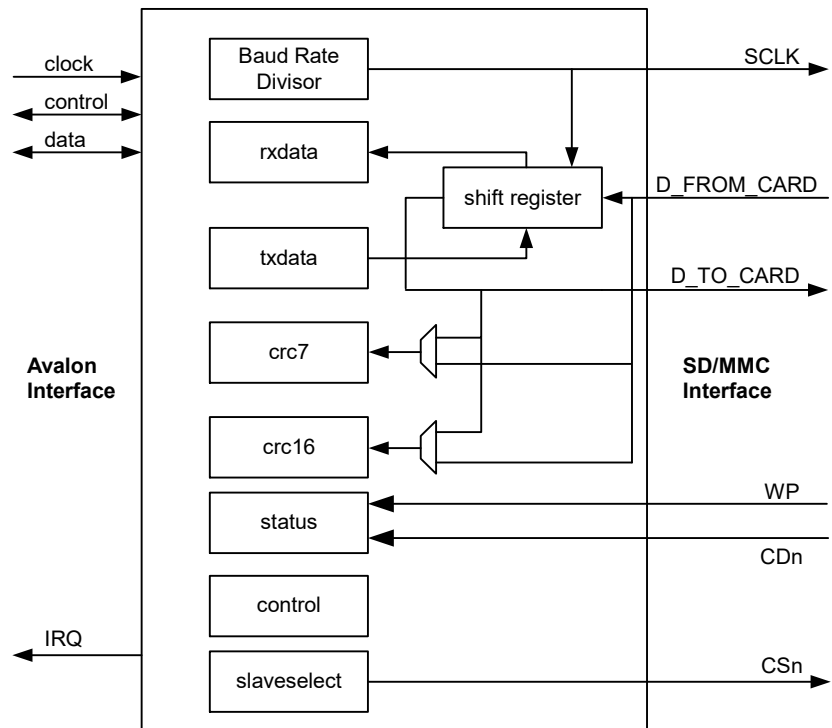 Baud Rate
Divisor
SCLK
clock
control
data
rxdata
shift register
D_FROM_CARD
txdata
D_TO_CARD
crc7
Avalon
Interface
SD/MMC
Interface
crc16
WP
status
CDn
control
IRQ
slaveselect
CSn